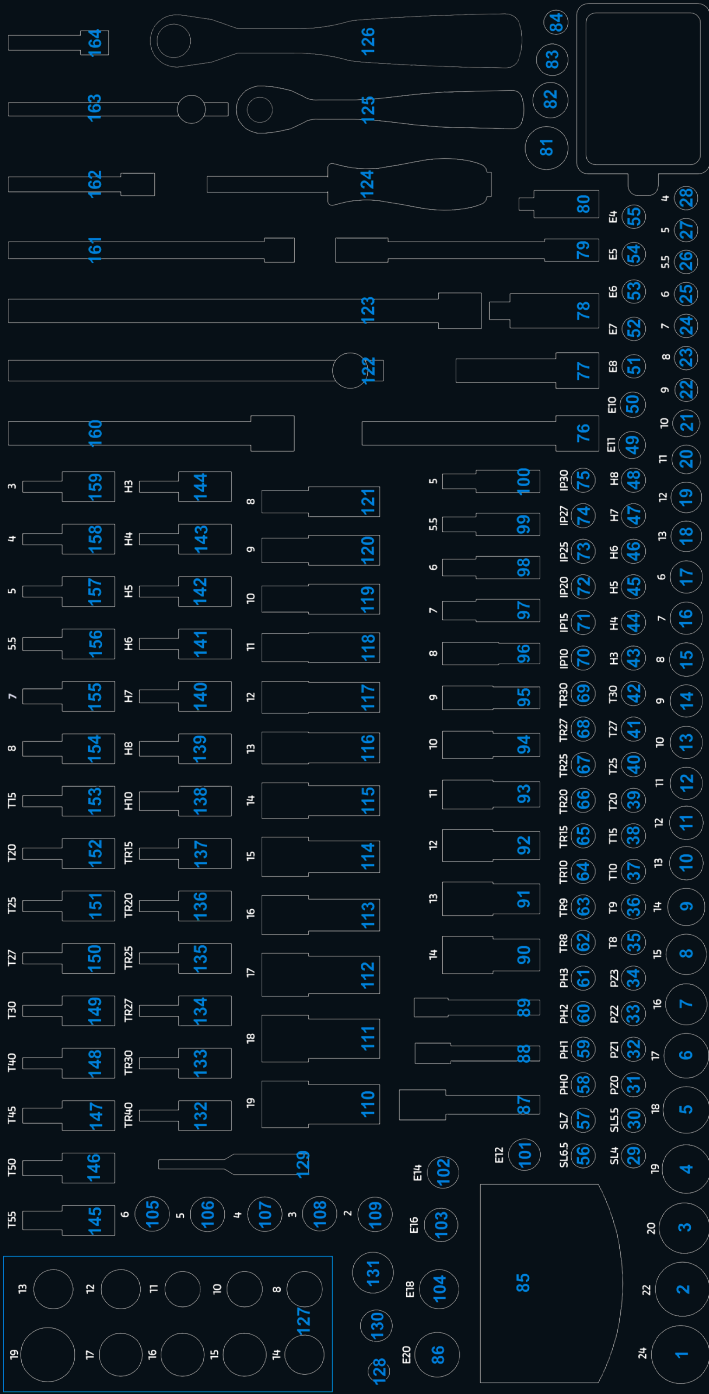 19 13 T55 T50 T45 T40 T30 T27 T25 T20 T15 8 7 5.5 5 4 3
17 12
145 146 147 148 149 150 151 152 153 154 155 156 157 158 159 160 161 162 163 164
6 TR40 TR30 TR27 TR25 TR20 TR15 H10 H8 H7 H6 H5 H4 H3
16 11 105
5
132 133 134 135 136 137 138 139 140 141 142 143 144
15 10 106
4
19 18 17 16 15 14 13 12 11 10 9 8
107
14 8
3
127 129
108
2
110 111 112 113 114 115 116 117 118 119 120 121 122 123 124 125 126
128 130 131 109
E20 E18 E16 E14
14 13 12 11 10 9 8 7 6 5.5 5
86 104 103 102
E12
85 101 87 88 89 90 91 92 93 94 95 96 97 98 99 100
81 82 83 84
SL6.5 SL7 PH0 PH1 PH2 PH3 TR8 TR9 TR10 TR15 TR20 TR25 TR27 TR30 IP10 IP15 IP20 IP25 IP27 IP30
56 57 58 59 60 61 62 63 64 65 66 67 68 69 70 71 72 73 74 75 76 77 78 79 80
SL4 SL5.5 PZ0 PZ1 PZ2 PZ3 T8 T9 T10 T15 T20 T25 T27 T30 H3 H4 H5 H6 H7 H8 E11 E10 E8 E7 E6 E5 E4
29 30 31 32 33 34 35 36 37 38 39 40 41 42 43 44 45 46 47 48 49 50 51 52 53 54 55
24 22 20 19 18 17 16 15 14 13 12 11 10 9 8 7 6 13 12 11 10 9 8 7 6 5.5 5 4
1 2 3 4 5 6 7 8 9 10 11 12 13 14 15 16 17 18 19 20 21 22 23 24 25 26 27 28